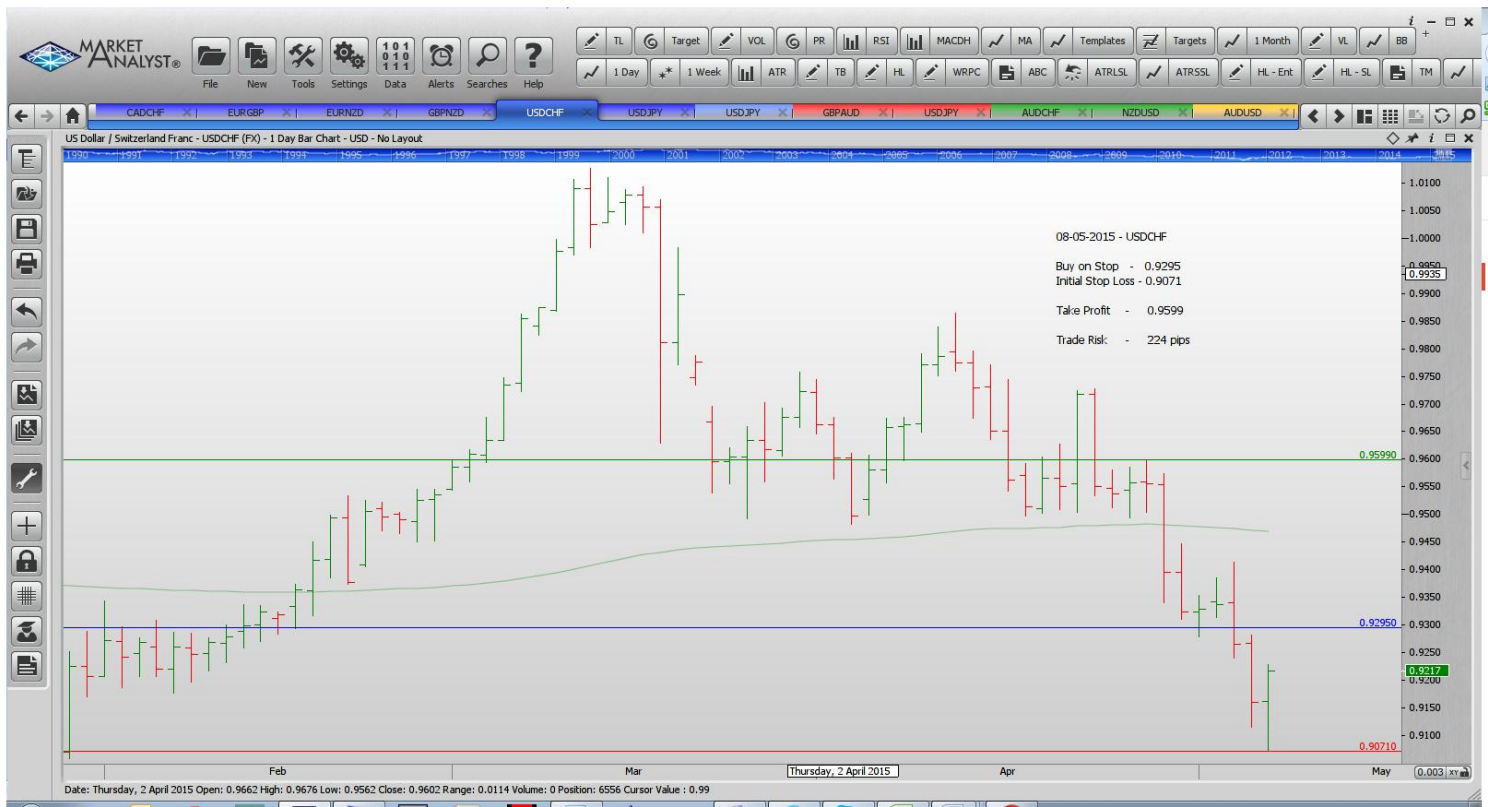 i
MARKET
ANALYST®
File New Tools Settings Data Alerts Searches Help
101
010
111
TL Target VOL PR RSI MACDH MA Templates Targets 1 Month VL BB
1 Day 1 Week ATR TB HL WRPC ABC ATRLSL ATRSSL HL - Ent HL - SL TM
CADCHF EURGBP EURNZD GBPNZD USDCHF USDJPY USDJPY GBPAUD USDJPY AUDCHF NZDUSD AUDUSD
US Dollar / Switzerland Franc - USDCHF (FX) - 1 Day Bar Chart - USD - No Layout
i
1990 1991 1992 1993 1994 1995 1996 1997 1998 1999 2000 2001 2002 2003 2004 2005 2006 2007 2008 2009 2010 2011 2012 2013 2014 2015
08-05-2015 - USDCHF
Buy on Stop - 0.9295
Initial Stop Loss - 0.9071
Take Profit - 0.9599
Trade Risk - 224 pips
1.0100
1.0050
1.0000
0.9950
0.9935
0.9900
0.9850
0.9800
0.9750
0.9700
0.9650
0.95990
0.9600
0.9550
0.9500
0.9450
0.9400
0.9350
0.92950
0.9300
0.9250
0.9217
0.9200
0.9150
0.9100
0.90710
Feb Mar Thursday, 2 April 2015 Apr May
0.003 XY
Date: Thursday, 2 April 2015 Open: 0.9662 High: 0.9676 Low: 0.9562 Close: 0.9602 Range: 0.0114 Volume: 0 Position: 6556 Cursor Value : 0.99